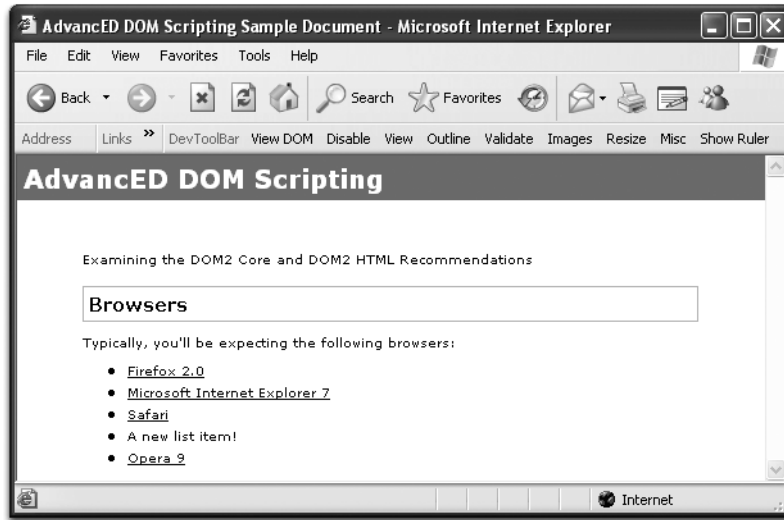 AdvancED DOM Scripting Sample Document - Microsoft Internet Explorer
File Edit View Favorites Tools Help
Back Search Favorites
Address Links » DevToolBar View DOM Disable View Outline Validate Images Resize Misc Show Ruler
AdvancED DOM Scripting
Examining the DOM2 Core and DOM2 HTML Recommendations
Browsers
Typically, you'll be expecting the following browsers:
• Firefox 2.0
• Microsoft Internet Explorer 7
• Safari
• A new list item!
• Opera 9
Internet